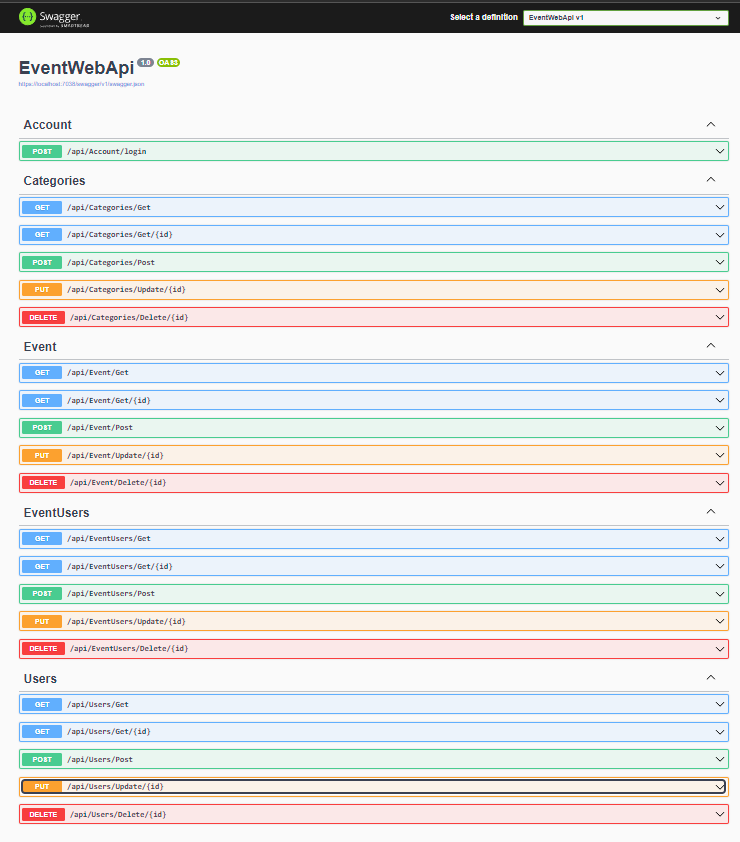 Swagger
Supported by SMARTBEAR
Select a definition
EventWebApi v1
EventWebApi 1.0 OAS3
https://localhost:7038/swagger/v1/swagger.json
Account
POST /api/Account/login
Categories
GET /api/Categories/Get
GET /api/Categories/Get/{id}
POST /api/Categories/Post
PUT /api/Categories/Update/{id}
DELETE /api/Categories/Delete/{id}
Event
GET /api/Event/Get
GET /api/Event/Get/{id}
POST /api/Event/Post
PUT /api/Event/Update/{id}
DELETE /api/Event/Delete/{id}
EventUsers
GET /api/EventUsers/Get
GET /api/EventUsers/Get/{id}
POST /api/EventUsers/Post
PUT /api/EventUsers/Update/{id}
DELETE /api/EventUsers/Delete/{id}
Users
GET /api/Users/Get
GET /api/Users/Get/{id}
POST /api/Users/Post
PUT /api/Users/Update/{id}
DELETE /api/Users/Delete/{id}